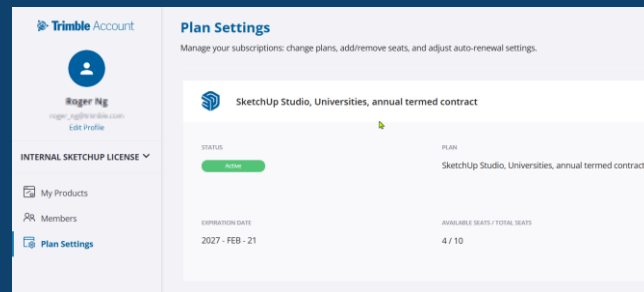 Trimble Account
Roger Ng
Edit Profile
INTERNAL SKETCHUP LICENSE
My Products
Members
Plan Settings
Plan Settings
Manage your subscriptions: change plans, add/remove seats, and adjust auto-renewal settings.
SketchUp Studio, Universities, annual termed contract
STATUS
Active
PLAN
SketchUp Studio, Universities, annual termed contract
EXPIRATION DATE
2027 - FEB - 21
AVAILABLE SEATS / TOTAL SEATS
4 / 10